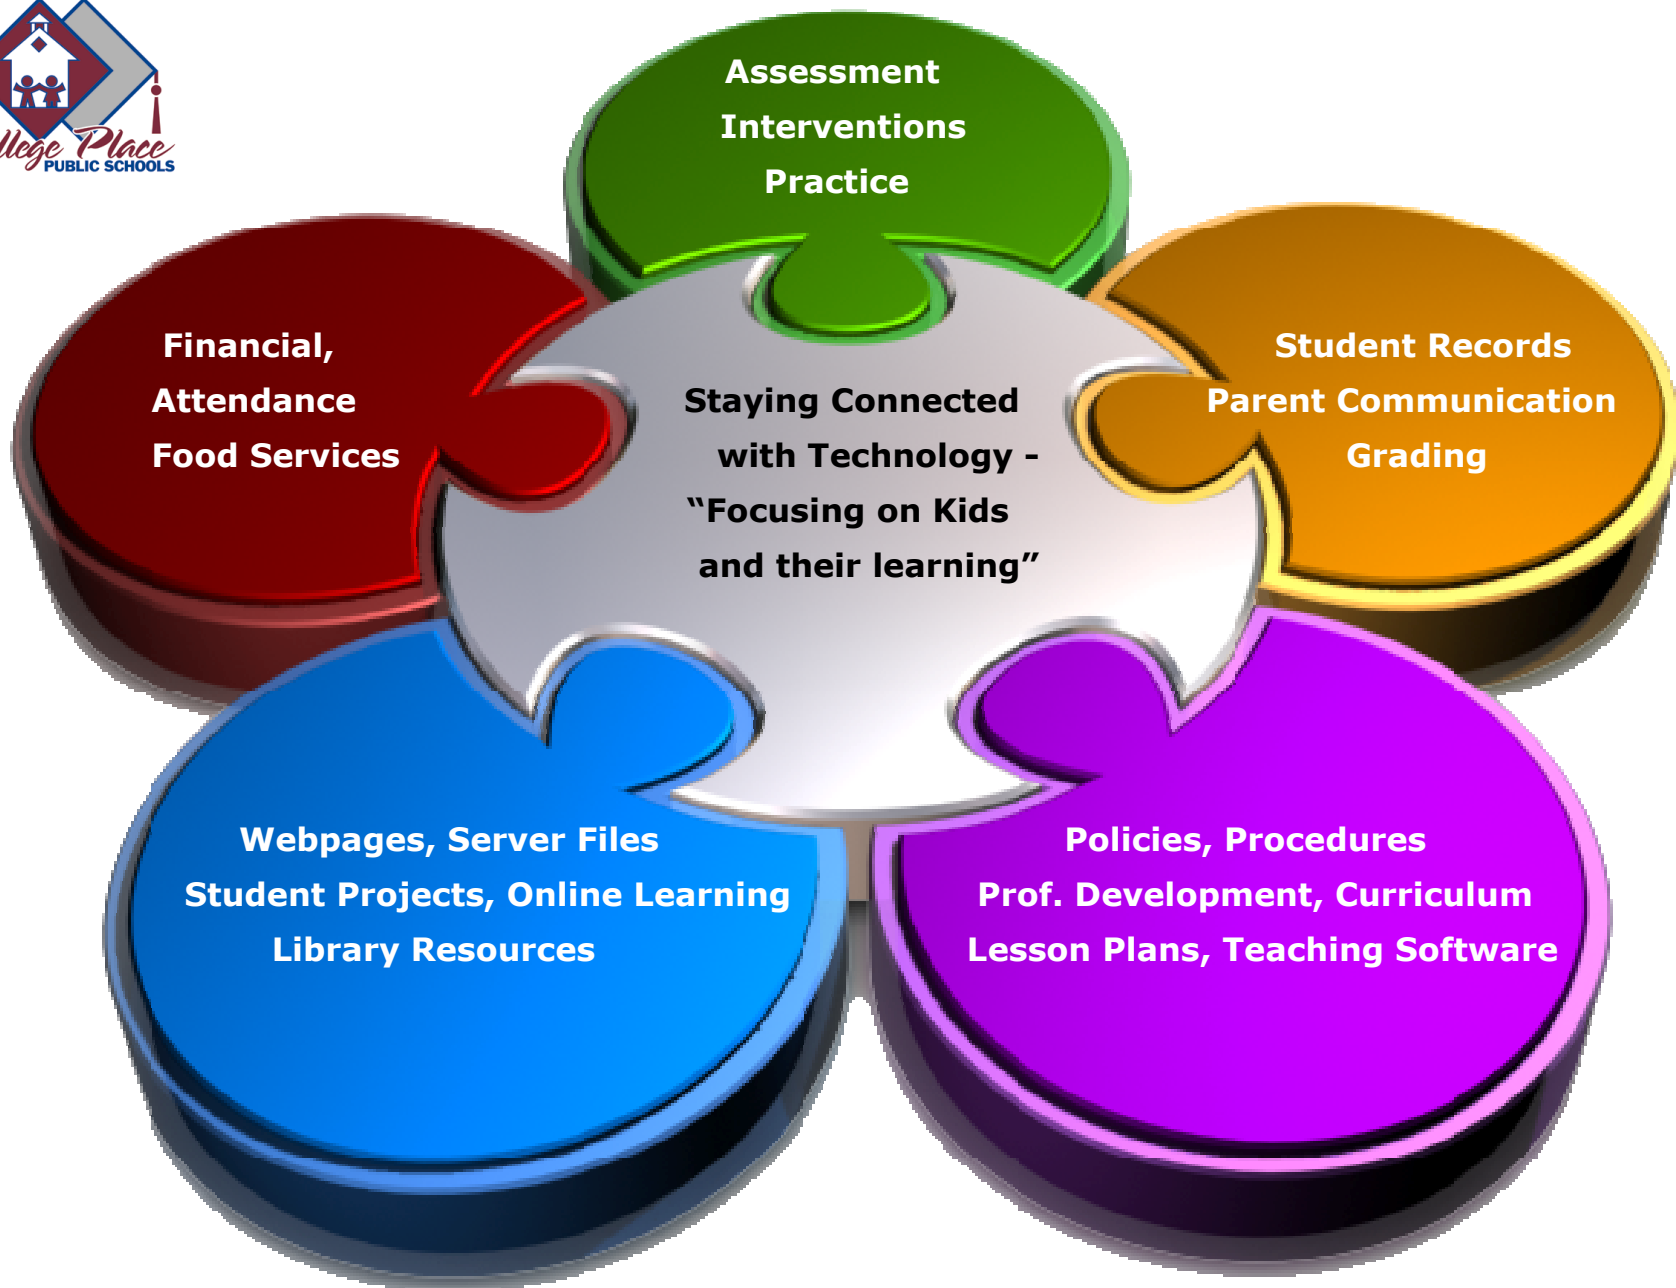 Place
PUBLIC SCHOOLS
Assessment
Interventions
Practice
Financial,
Attendance
Food Services
Staying Connected
with Technology -
“Focusing on Kids
and their learning”
Student Records
Parent Communication
Grading
Webpages, Server Files
Student Projects, Online Learning
Library Resources
Policies, Procedures
Prof. Development, Curriculum
Lesson Plans, Teaching Software